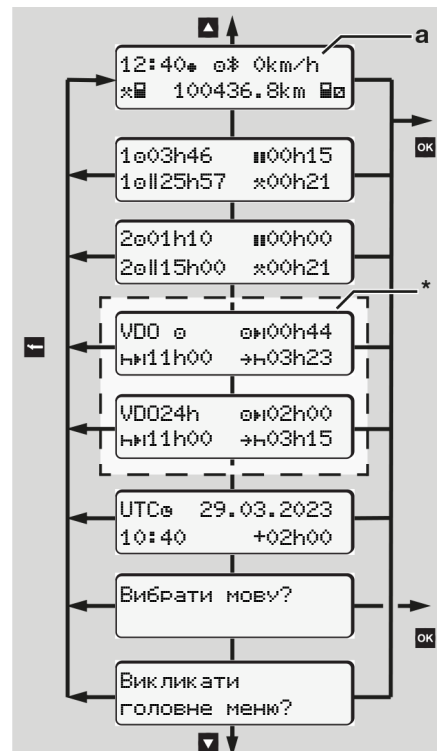 a
12:40● ⊙ 0km/h
100436.8km
OK
1⊙03h46 ▮▮00h15
1⊙||25h57 00h21
2⊙01h10 ▮▮00h00
2⊙||15h00 00h21
*
VDO ⊙ ⊙▶|00h44
▶|11h00 →03h23
VDO24h ⊙▶|02h00
▶|11h00 →03h15
UTC 29.03.2023
10:40 +02h00
Вибрати мову?
OK
Викликати
головне меню?